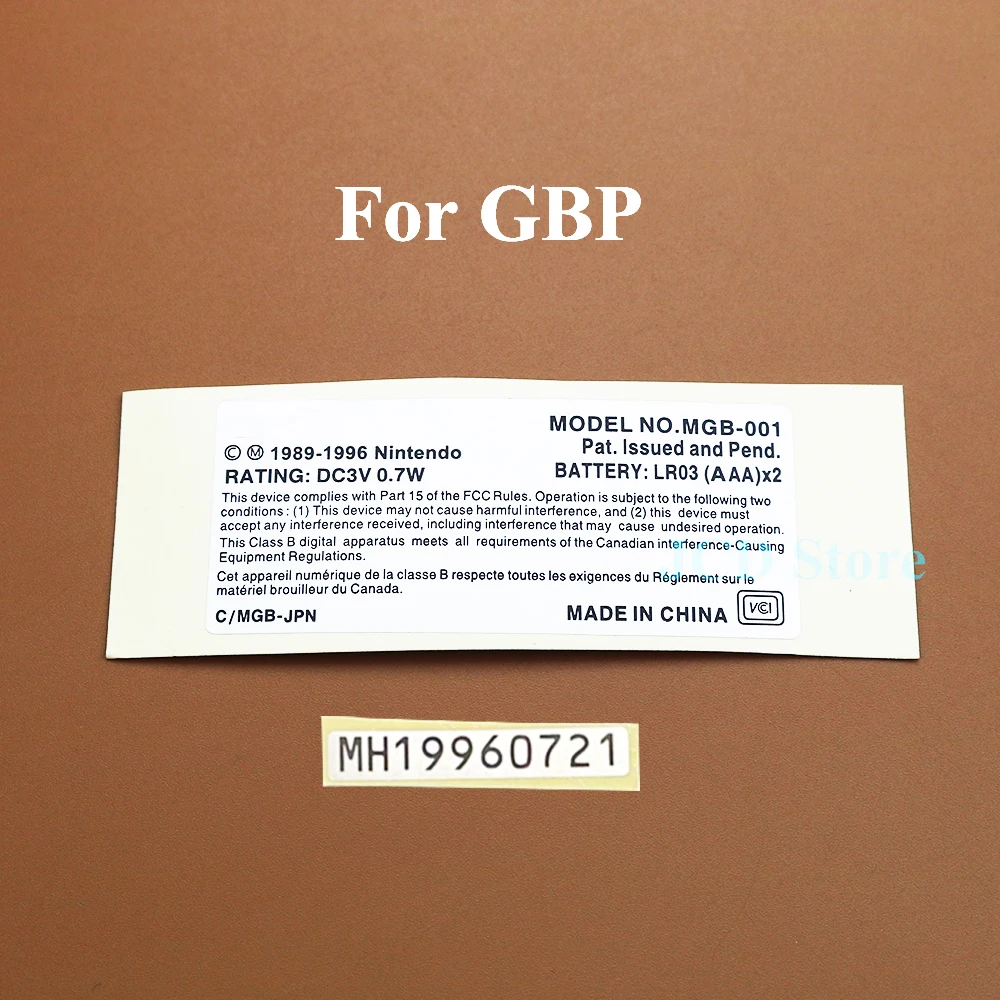 For GBP
MODEL NO.MGB-001
© Ⓜ 1989-1996 Nintendo
Pat. Issued and Pend.
RATING: DC3V 0.7W
BATTERY: LR03 (AAA)x2
This device complies with Part 15 of the FCC Rules. Operation is subject to the following two
conditions : (1) This device may not cause harmful interference, and (2) this device must
accept any interference received, including interference that may cause undesired operation.
This Class B digital apparatus meets all requirements of the Canadian interference-Causing
Equipment Regulations.
JCD Store
Cet appareil numérique de la classe B respecte toutes les exigences du Réglement sur le
matériel brouilleur du Canada.
C/MGB-JPN
MADE IN CHINA
VCI
MH19960721